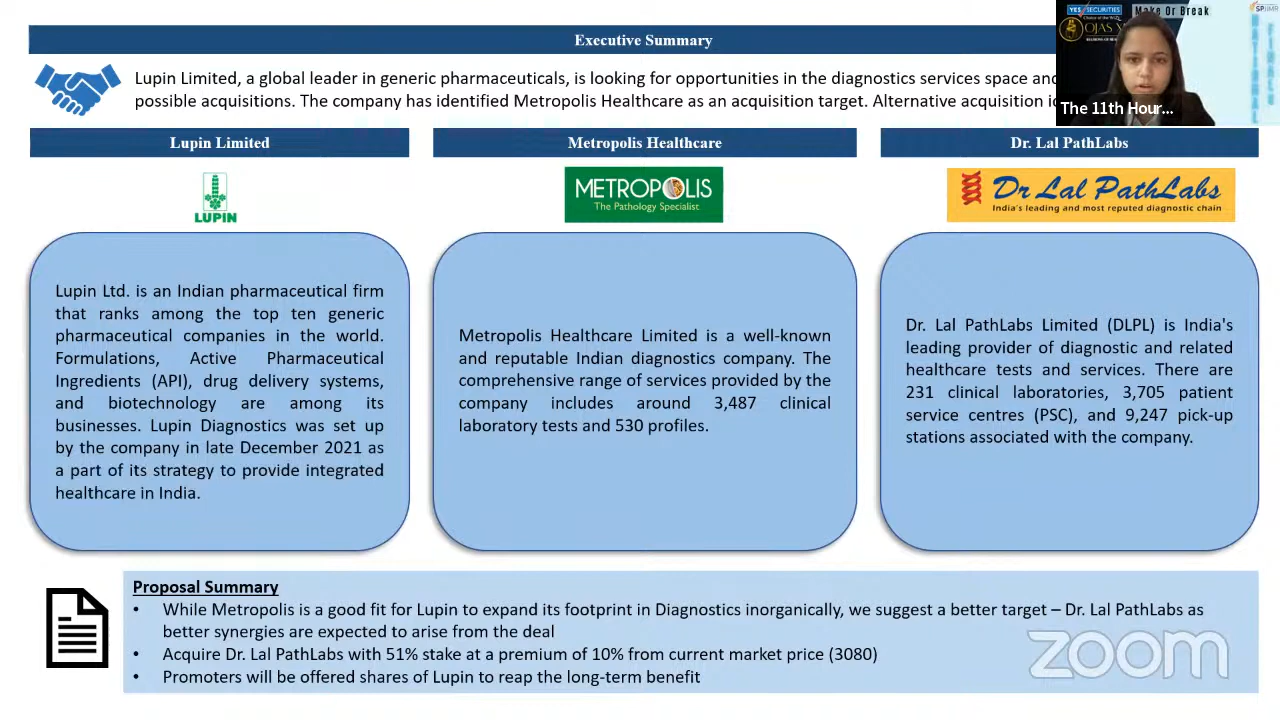 Executive Summary
Lupin Limited, a global leader in generic pharmaceuticals, is looking for opportunities in the diagnostics services space and
possible acquisitions. The company has identified Metropolis Healthcare as an acquisition target. Alternative acquisition
YES SECURITIES
Make Or Break
OJAS
SPJIMR
The 11th Hour...
Lupin Limited
LUPIN
Lupin Ltd. is an Indian pharmaceutical firm
that ranks among the top ten generic
pharmaceutical companies in the world.
Formulations, Active Pharmaceutical
Ingredients (API), drug delivery systems,
and biotechnology are among its
businesses. Lupin Diagnostics was set up
by the company in late December 2021 as
a part of its strategy to provide integrated
healthcare in India.
Metropolis Healthcare
METROPOLIS
The Pathology Specialist
Metropolis Healthcare Limited is a well-known
and reputable Indian diagnostics company. The
comprehensive range of services provided by the
company includes around 3,487 clinical
laboratory tests and 530 profiles.
Dr. Lal PathLabs
Dr Lal PathLabs
India's leading and most reputed diagnostic chain
Dr. Lal PathLabs Limited (DLPL) is India's
leading provider of diagnostic and related
healthcare tests and services. There are
231 clinical laboratories, 3,705 patient
service centres (PSC), and 9,247 pick-up
stations associated with the company.
Proposal Summary
• While Metropolis is a good fit for Lupin to expand its footprint in Diagnostics inorganically, we suggest a better target – Dr. Lal PathLabs as
better synergies are expected to arise from the deal
• Acquire Dr. Lal PathLabs with 51% stake at a premium of 10% from current market price (3080)
• Promoters will be offered shares of Lupin to reap the long-term benefit
zoom